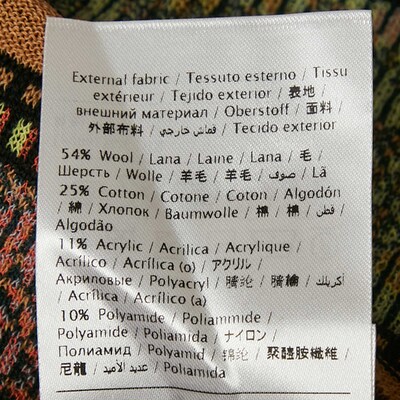 External fabric / Tessuto esterno / Tissu
extérieur / Tejido exterior / 表地 /
внешний материал / Oberstoff / 面料 /
外部布料 / قماش خارجي / Tecido exterior
54% Wool / Lana / Laine / Lana / 毛 /
Шерсть / Wolle / 羊毛 / 羊毛 / صوف / Lã
25% Cotton / Cotone / Coton / Algodón
/ 綿 / Хлопок / Baumwolle / 棉 / 棉 / قطن /
Algodão
11% Acrylic / Acrilica / Acrylique /
Acrílico / Acrílica (o) / アクリル /
Акриловые / Polyacryl / 腈纶 / 腈綸 / أكريليك
/ Acrílica / Acrílico (a)
10% Polyamide / Poliammide /
Polyamide / Poliamida / ナイロン /
Полиамид / Polyamid / 锦纶 / 聚醯胺纖維 /
尼龍 / عديد الأميد / Poliamida